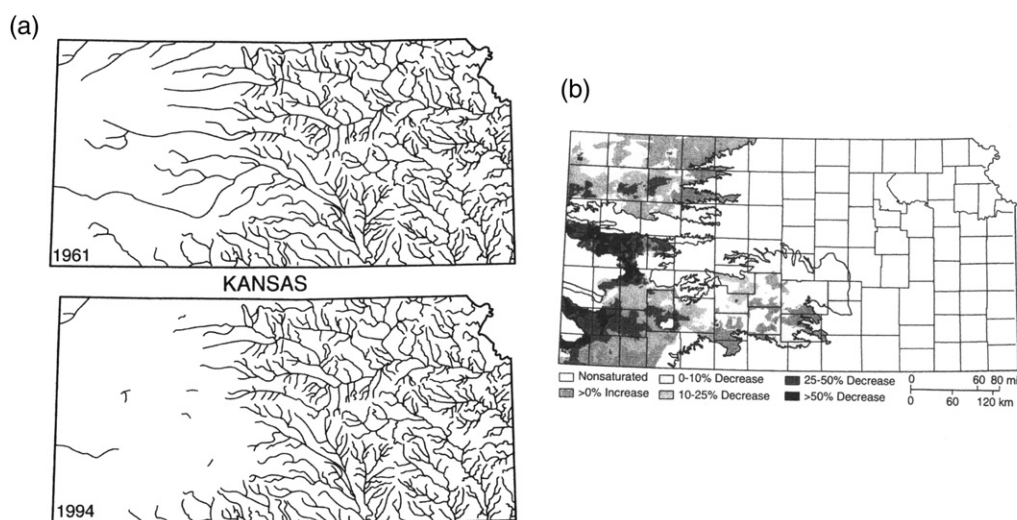 (a)
1961
KANSAS
1994
(b)
Nonsaturated
0-10% Decrease
25-50% Decrease
>0% Increase
10-25% Decrease
>50% Decrease
0 60 80 mi
0 60 120 km